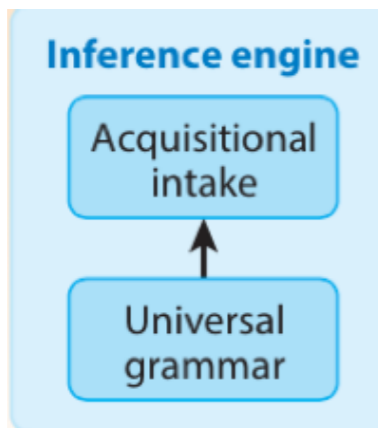 Inference engine
Acquisitional
intake
Universal
grammar